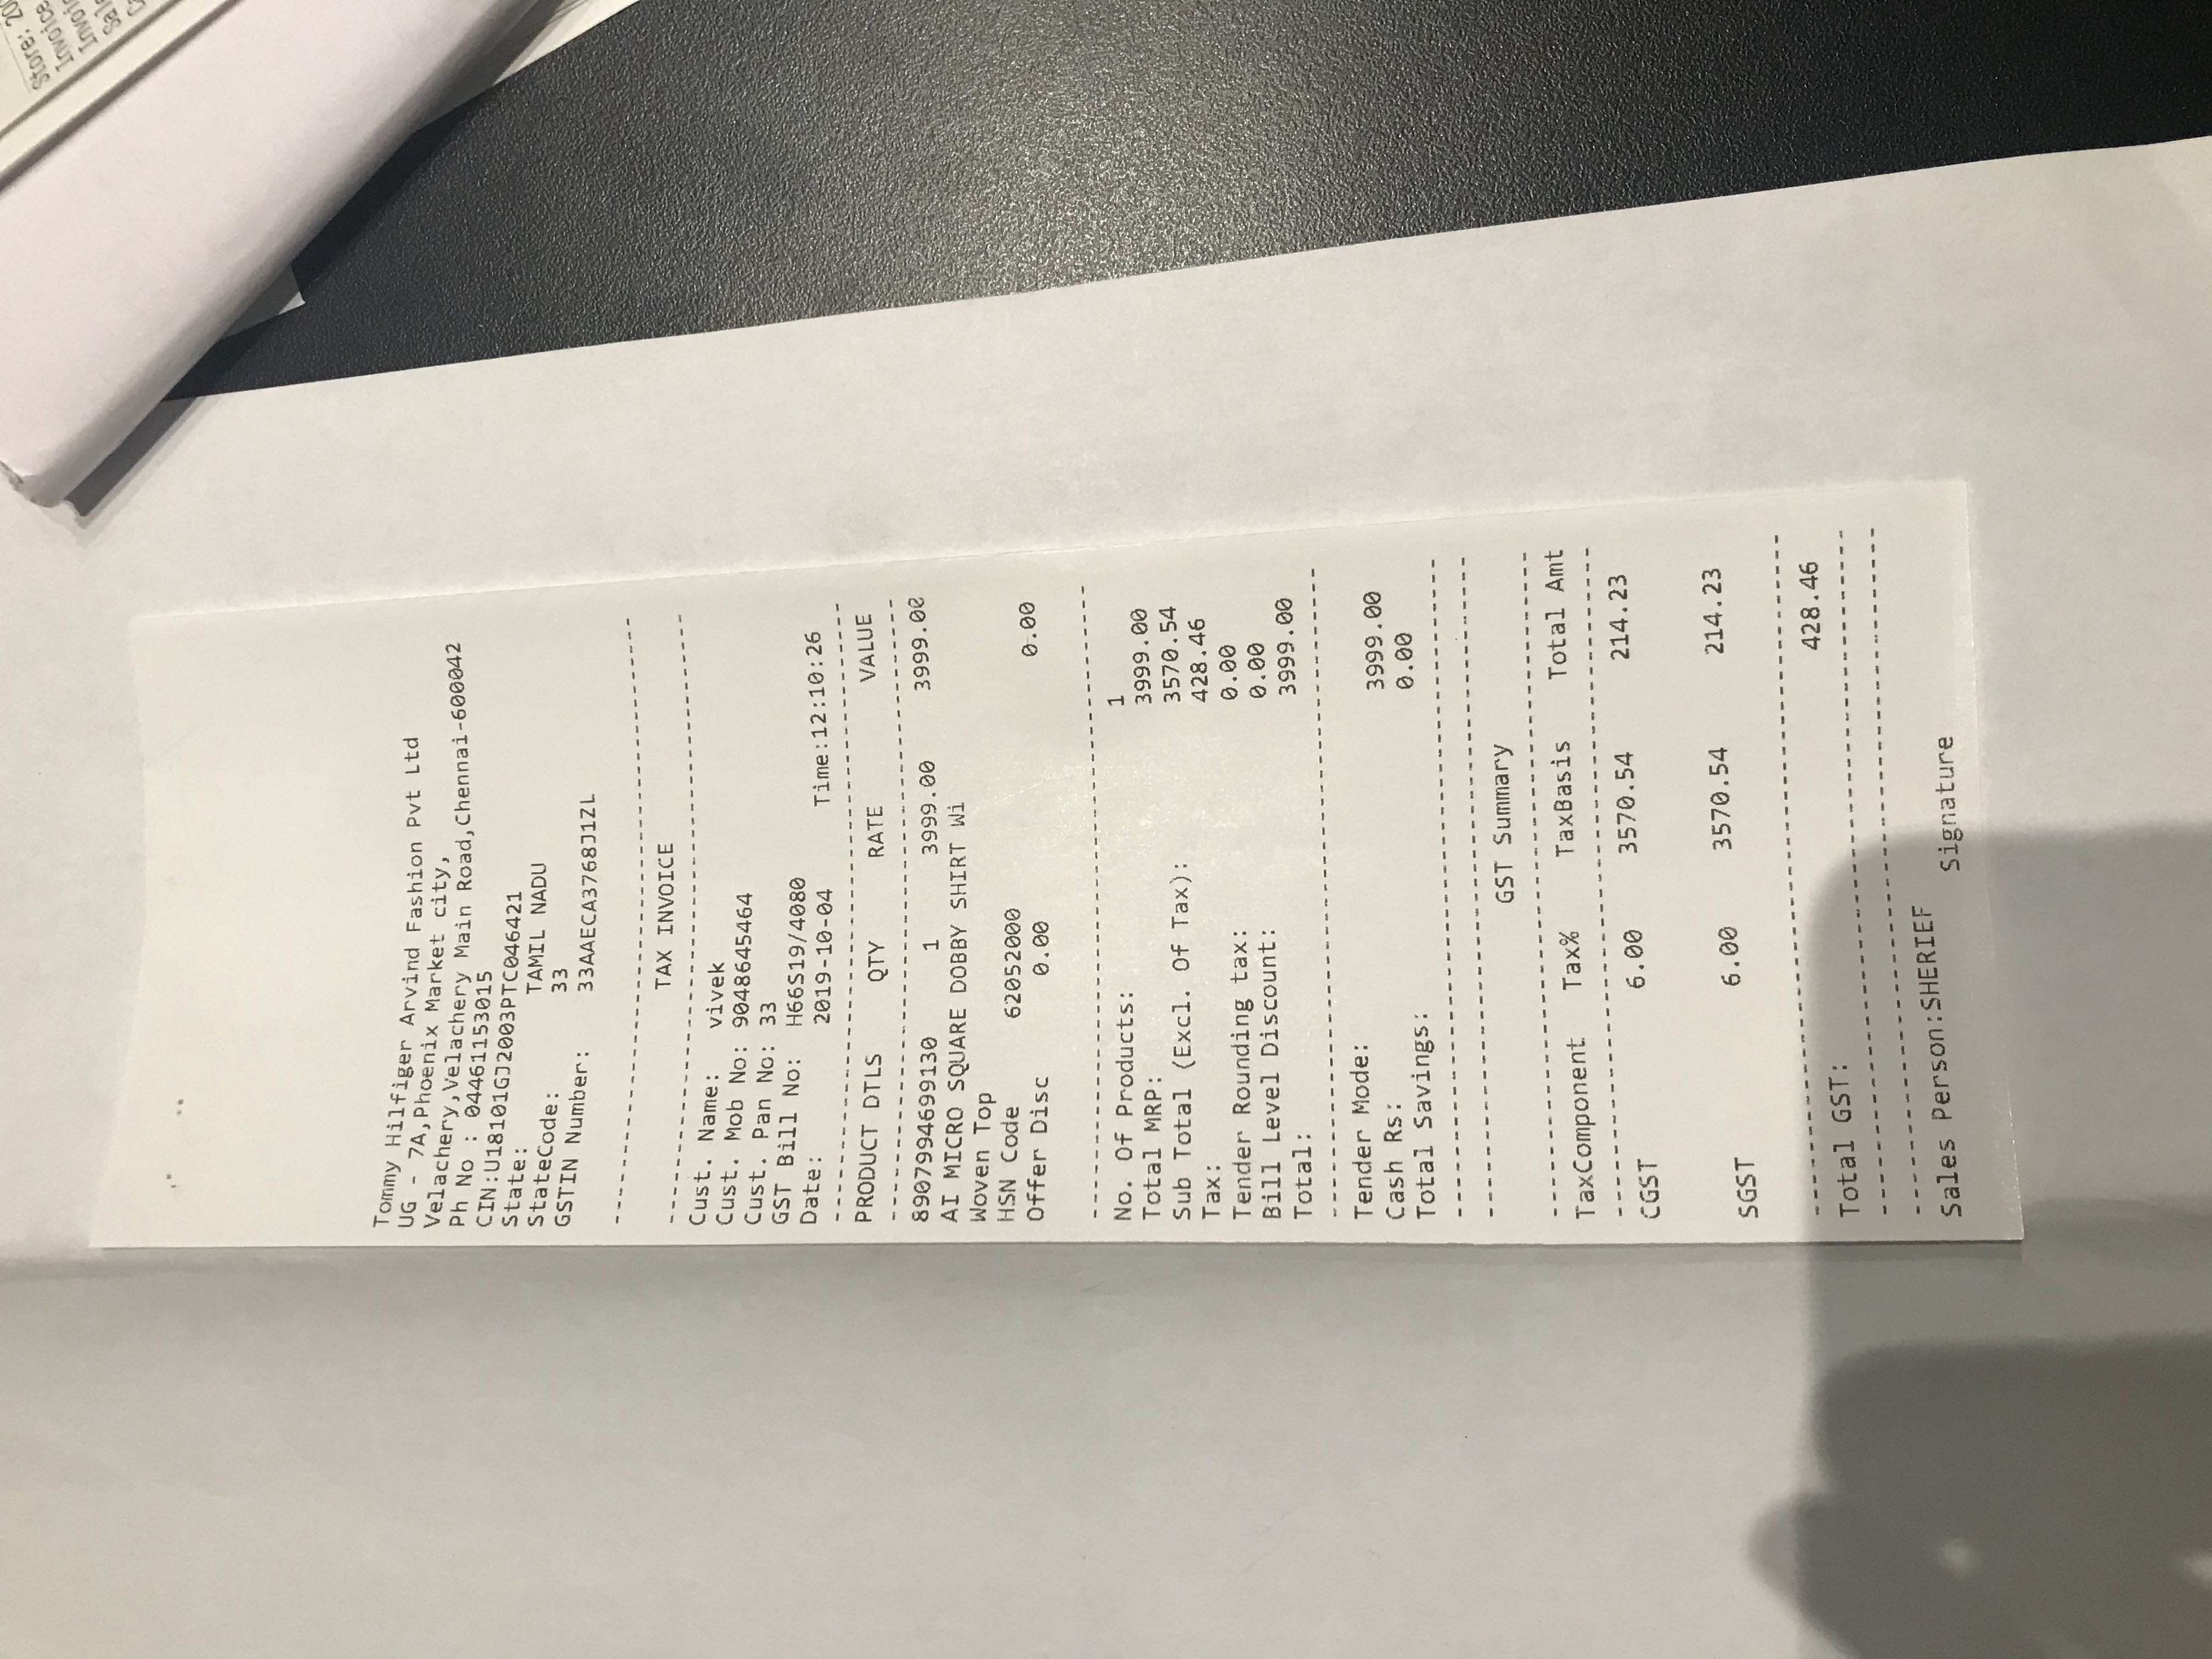 Tommy Hilfiger Arvind Fashion Pvt Ltd
UG - 7A,Phoenix Market city,
Velachery,Velachery Main Road,Chennai-600042
Ph No : 04461153015
CIN:U18101GJ2003PTC046421
State: TAMIL NADU
StateCode: 33
GSTIN Number: 33AAECA3768J1ZL
TAX INVOICE
Cust. Name: vivek
Cust. Mob No: 9048645464
Cust. Pan No: 33
GST Bill No: H66S19/4080
Date: 2019-10-04 Time:12:10:26
PRODUCT DTLS QTY RATE VALUE
8907994699130 1 3999.00 3999.00
AI MICRO SQUARE DOBBY SHIRT Wi
Woven Top
HSN Code 62052000
Offer Disc 0.00 0.00
No. Of Products: 1
Total MRP: 3999.00
Sub Total (Excl. Of Tax): 3570.54
Tax: 428.46
Tender Rounding tax: 0.00
Bill Level Discount: 0.00
Total: 3999.00
Tender Mode:
Cash Rs: 3999.00
Total Savings: 0.00
GST Summary
TaxComponent Tax% TaxBasis Total Amt
CGST 6.00 3570.54 214.23
SGST 6.00 3570.54 214.23
Total GST: 428.46
Sales Person:SHERIEF
Signature
Store:
Invoice